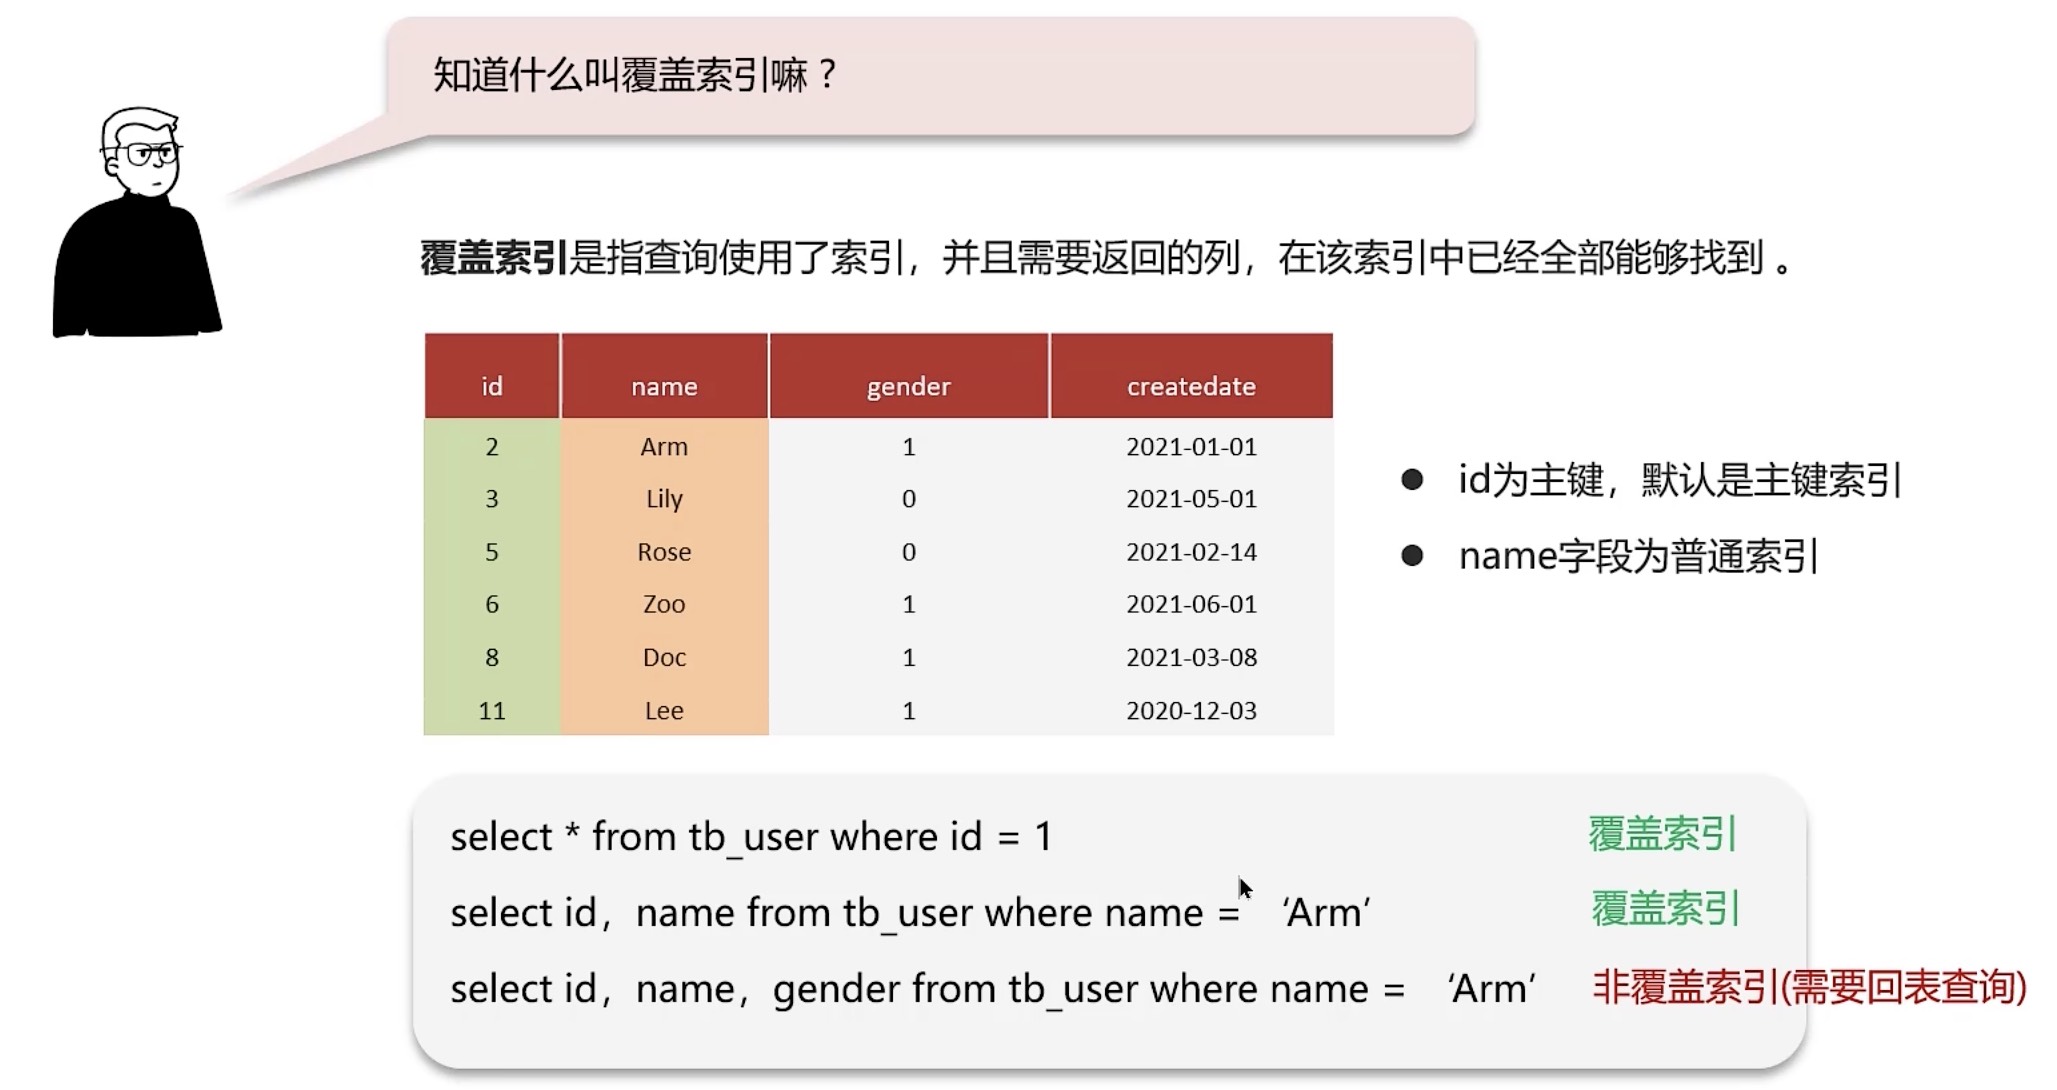 知道什么叫覆盖索引嘛？
覆盖索引是指查询使用了索引，并且需要返回的列，在该索引中已经全部能够找到 。
id name gender createdate
2 Arm 1 2021-01-01
3 Lily 0 2021-05-01
5 Rose 0 2021-02-14
6 Zoo 1 2021-06-01
8 Doc 1 2021-03-08
11 Lee 1 2020-12-03
● id为主键，默认是主键索引
● name字段为普通索引
select * from tb_user where id = 1 覆盖索引
select id，name from tb_user where name = ‘Arm’ 覆盖索引
select id，name，gender from tb_user where name = ‘Arm’ 非覆盖索引(需要回表查询)